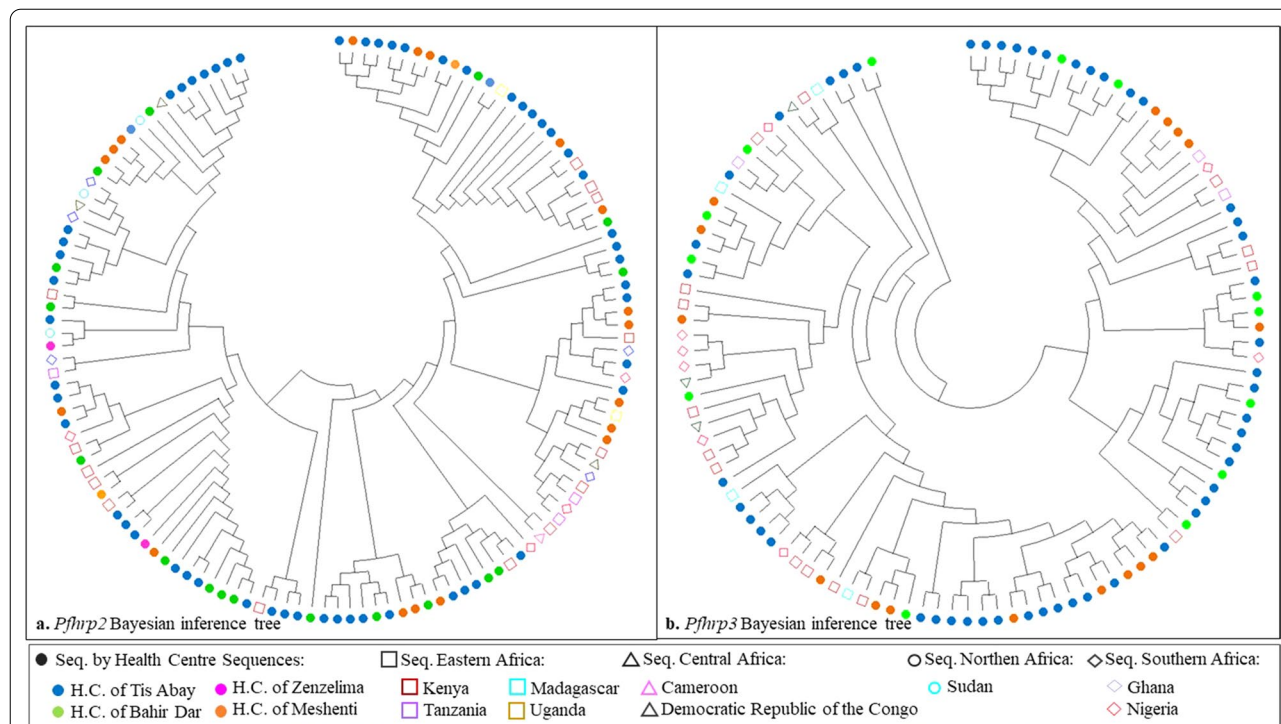 a. Pfhrp2 Bayesian inference tree
b. Pfhrp3 Bayesian inference tree
Seq. by Health Centre Sequences:
Seq. Eastern Africa:
Seq. Central Africa:
Seq. Northen Africa:
Seq. Southern Africa:
H.C. of Tis Abay
H.C. of Zenzelima
Kenya
Madagascar
Cameroon
Sudan
Ghana
H.C. of Bahir Dar
H.C. of Meshenti
Tanzania
Uganda
Democratic Republic of the Congo
Nigeria